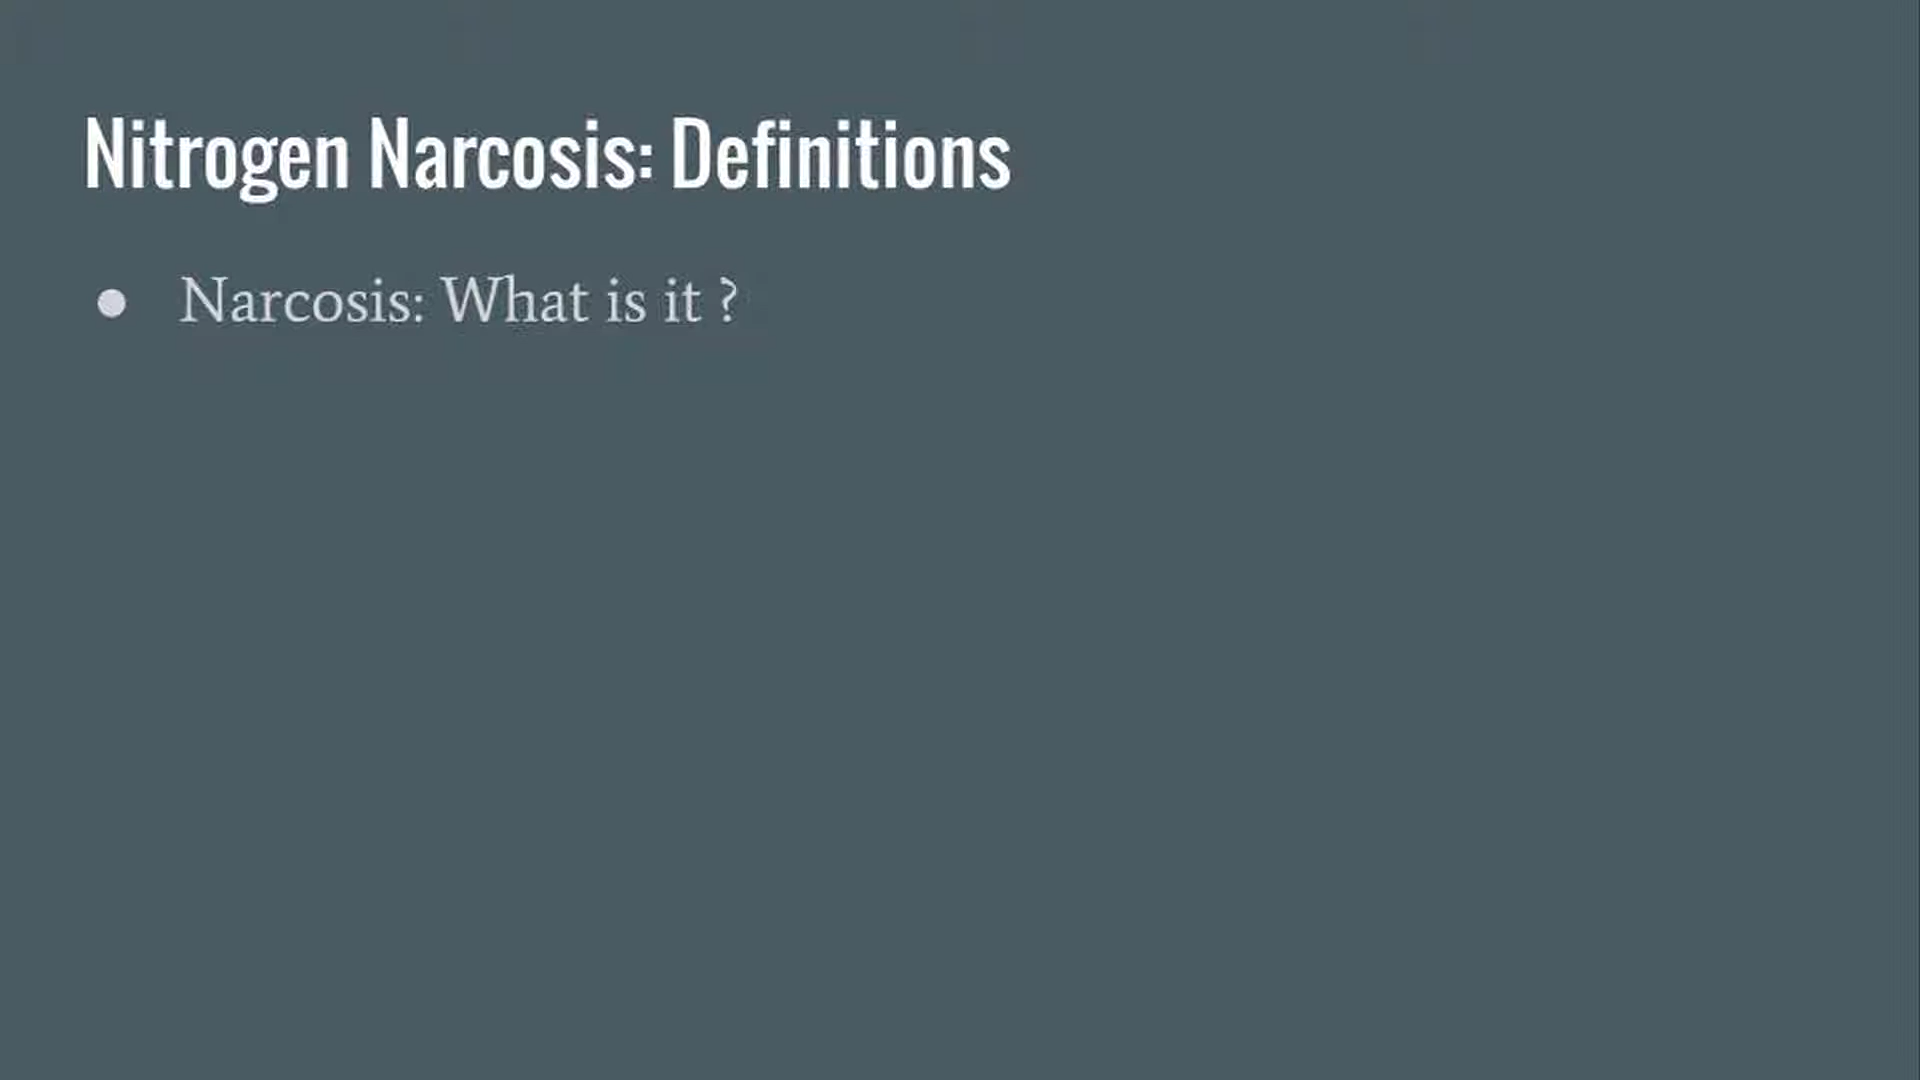 Nitrogen Narcosis: Definitions
● Narcosis: What is it ?